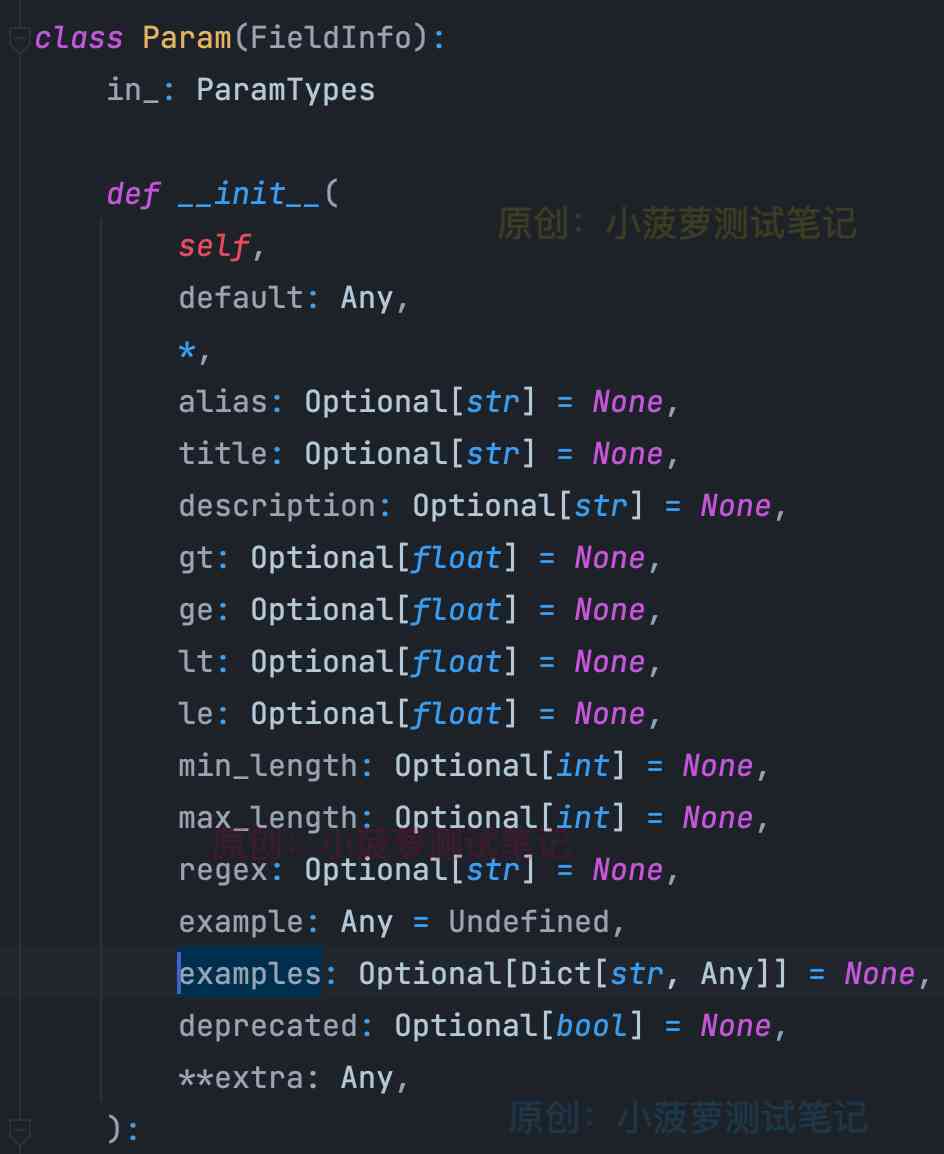 class Param(FieldInfo):
in_: ParamTypes
def __init__(
原创：小菠萝测试笔记
self,
default: Any,
*,
alias: Optional[str] = None,
title: Optional[str] = None,
description: Optional[str] = None,
gt: Optional[float] = None,
ge: Optional[float] = None,
lt: Optional[float] = None,
le: Optional[float] = None,
min_length: Optional[int] = None,
max_length: Optional[int] = None,
原创：小菠萝测试笔记
regex: Optional[str] = None,
example: Any = Undefined,
examples: Optional[Dict[str, Any]] = None,
deprecated: Optional[bool] = None,
**extra: Any,
原创：小菠萝测试笔记
):